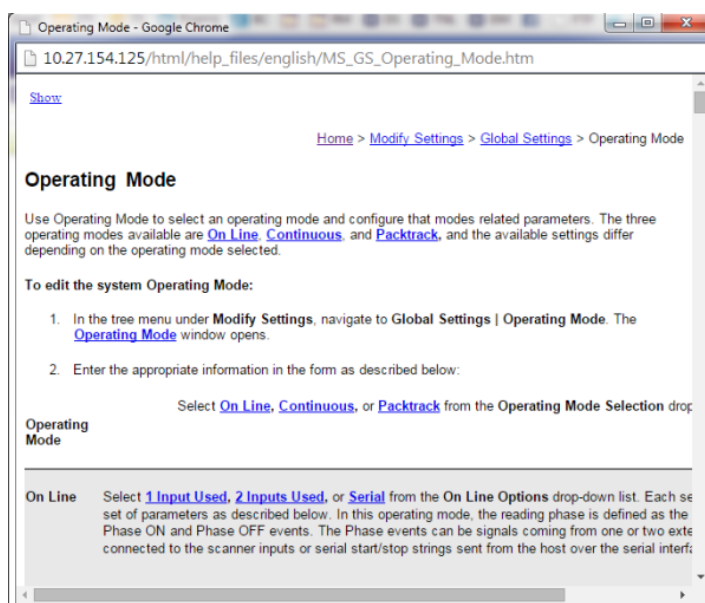 Operating Mode - Google Chrome
10.27.154.125/html/help_files/english/MS_GS_Operating_Mode.htm
Show
Home > Modify Settings > Global Settings > Operating Mode
Operating Mode
Use Operating Mode to select an operating mode and configure that modes related parameters. The three
operating modes available are On Line, Continuous, and Packtrack, and the available settings differ
depending on the operating mode selected.
To edit the system Operating Mode:
1. In the tree menu under Modify Settings, navigate to Global Settings | Operating Mode. The
Operating Mode window opens.
2. Enter the appropriate information in the form as described below:
Select On Line, Continuous, or Packtrack from the Operating Mode Selection drop
Operating
Mode
On Line Select 1 Input Used, 2 Inputs Used, or Serial from the On Line Options drop-down list. Each se
set of parameters as described below. In this operating mode, the reading phase is defined as the
Phase ON and Phase OFF events. The Phase events can be signals coming from one or two exte
connected to the scanner inputs or serial start/stop strings sent from the host over the serial interfa